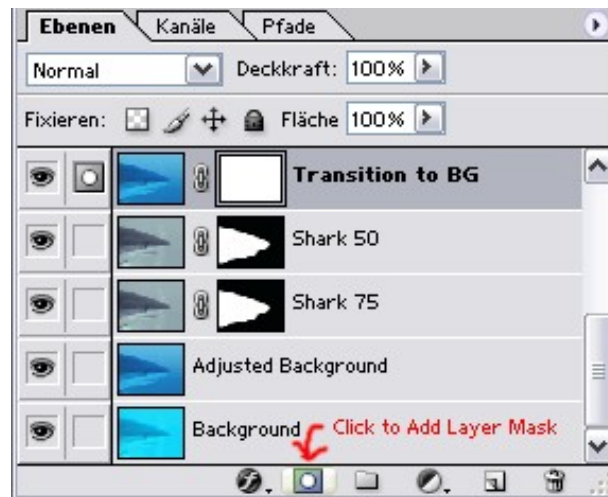 Ebenen Kanäle Pfade
Normal Deckkraft: 100%
Fixieren: Fläche 100%
Transition to BG
Shark 50
Shark 75
Adjusted Background
Background Click to Add Layer Mask